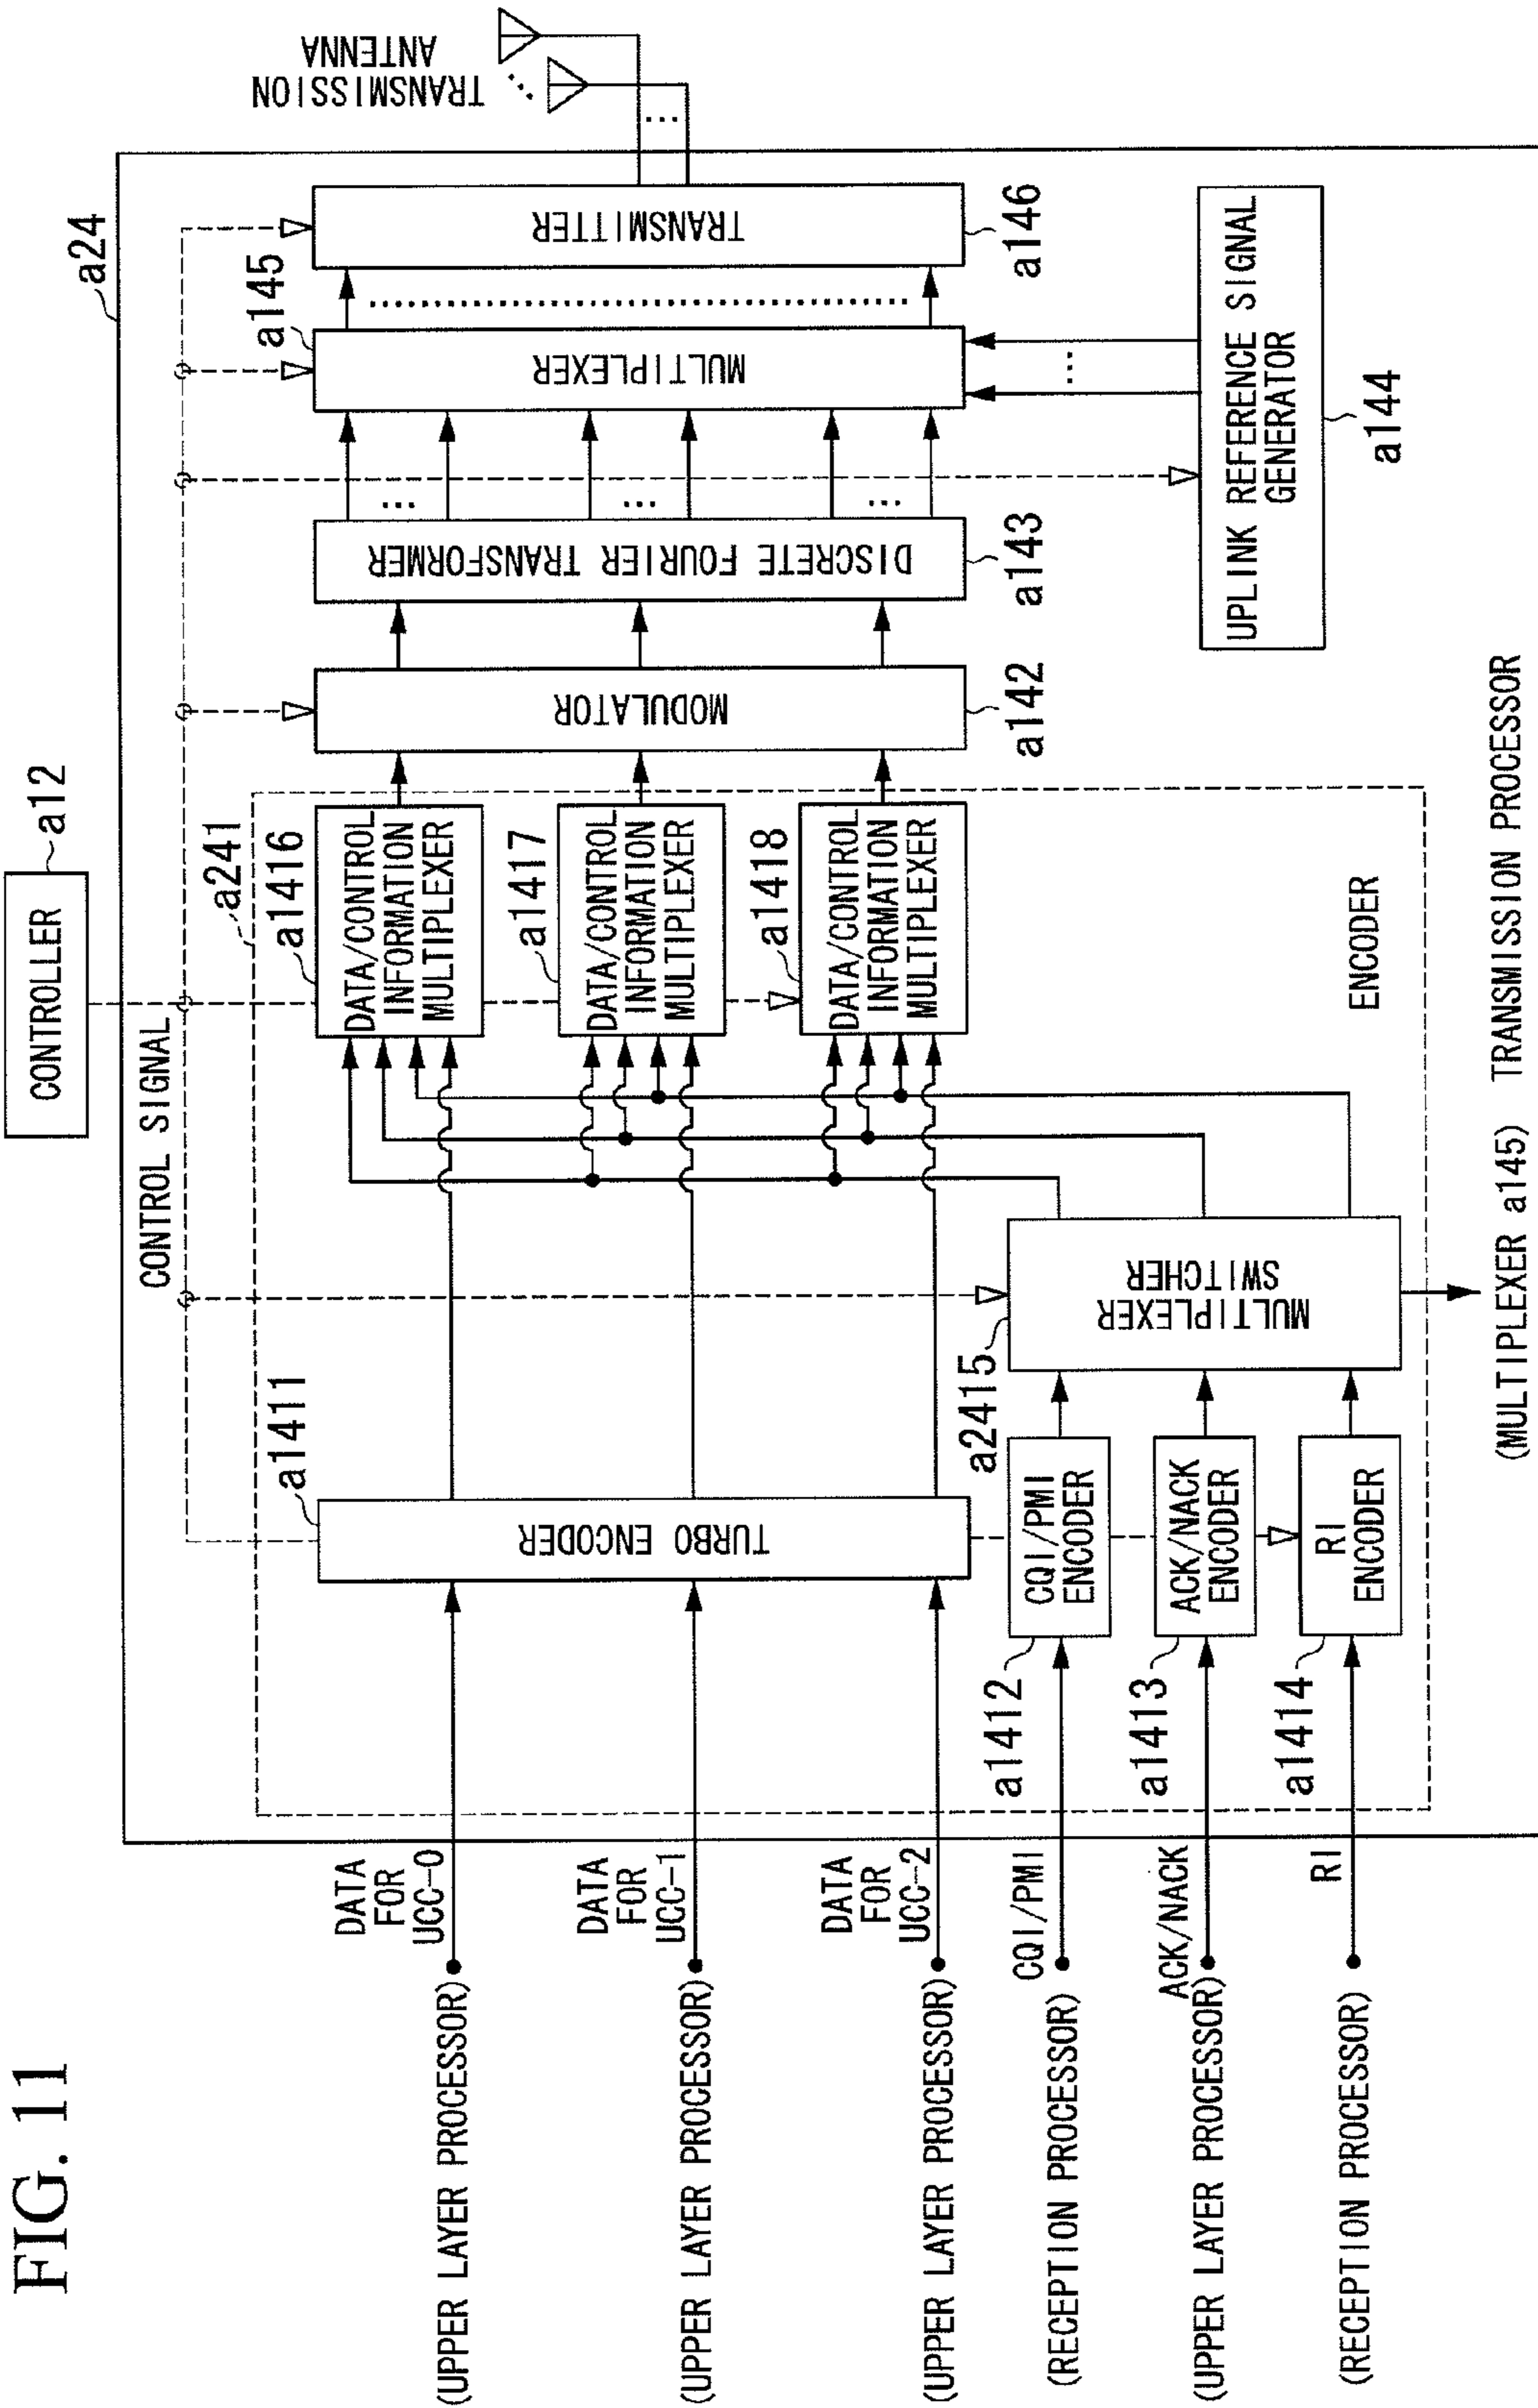 FIG. 11
CONTROLLER
a12
CONTROL SIGNAL
a24
TRANSMISSION
ANTENNA
a241
a1411
TURBO ENCODER
a1416
DATA/CONTROL
INFORMATION
MULTIPLEXER
a1417
DATA/CONTROL
INFORMATION
MULTIPLEXER
a1418
DATA/CONTROL
INFORMATION
MULTIPLEXER
MODULATOR
a142
DISCRETE FOURIER TRANSFORMER
a143
MULTIPLEXER
a145
TRANSMITTER
a146
UPLINK REFERENCE SIGNAL
GENERATOR
a144
DATA
FOR
UCC-0
(UPPER LAYER PROCESSOR)
DATA
FOR
UCC-1
(UPPER LAYER PROCESSOR)
DATA
FOR
UCC-2
(UPPER LAYER PROCESSOR)
CQI/PMI
(RECEPTION PROCESSOR)
ACK/NACK
(UPPER LAYER PROCESSOR)
RI
(RECEPTION PROCESSOR)
a1412
CQI/PMI
ENCODER
a1413
ACK/NACK
ENCODER
a1414
RI
ENCODER
a2415
MULTIPLEXER
SWITCHER
ENCODER
(MULTIPLEXER a145)
TRANSMISSION PROCESSOR